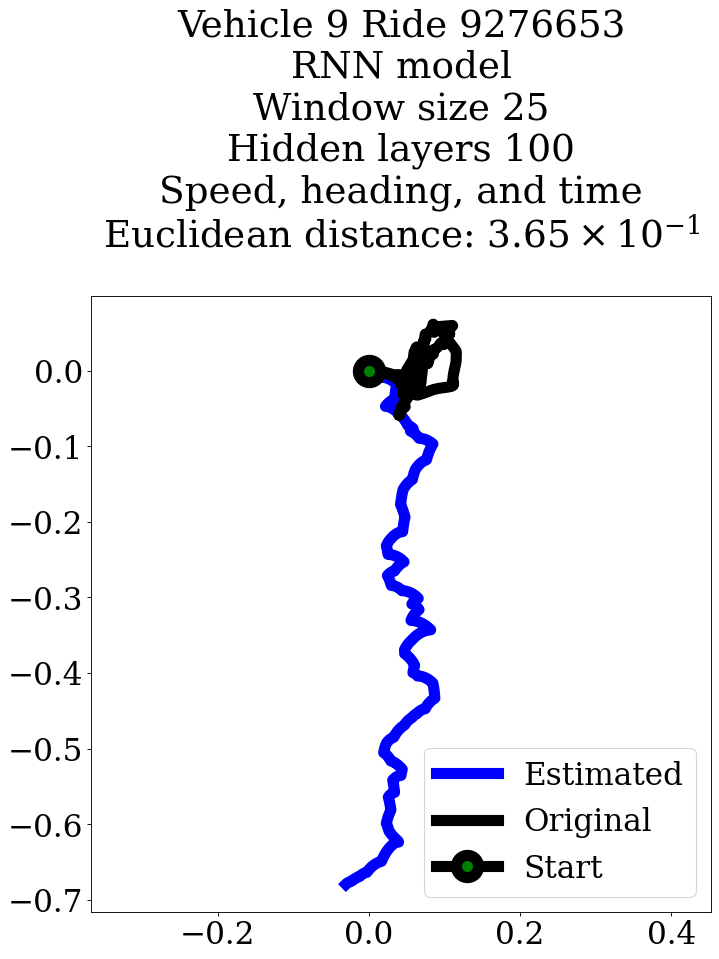 Vehicle 9 Ride 9276653
RNN model
Window size 25
Hidden layers 100
Speed, heading, and time
Euclidean distance: 3.65 × 10⁻¹
0.0
−0.1
−0.2
−0.3
−0.4
−0.5
−0.6
−0.7
Estimated
Original
Start
−0.2 0.0 0.2 0.4